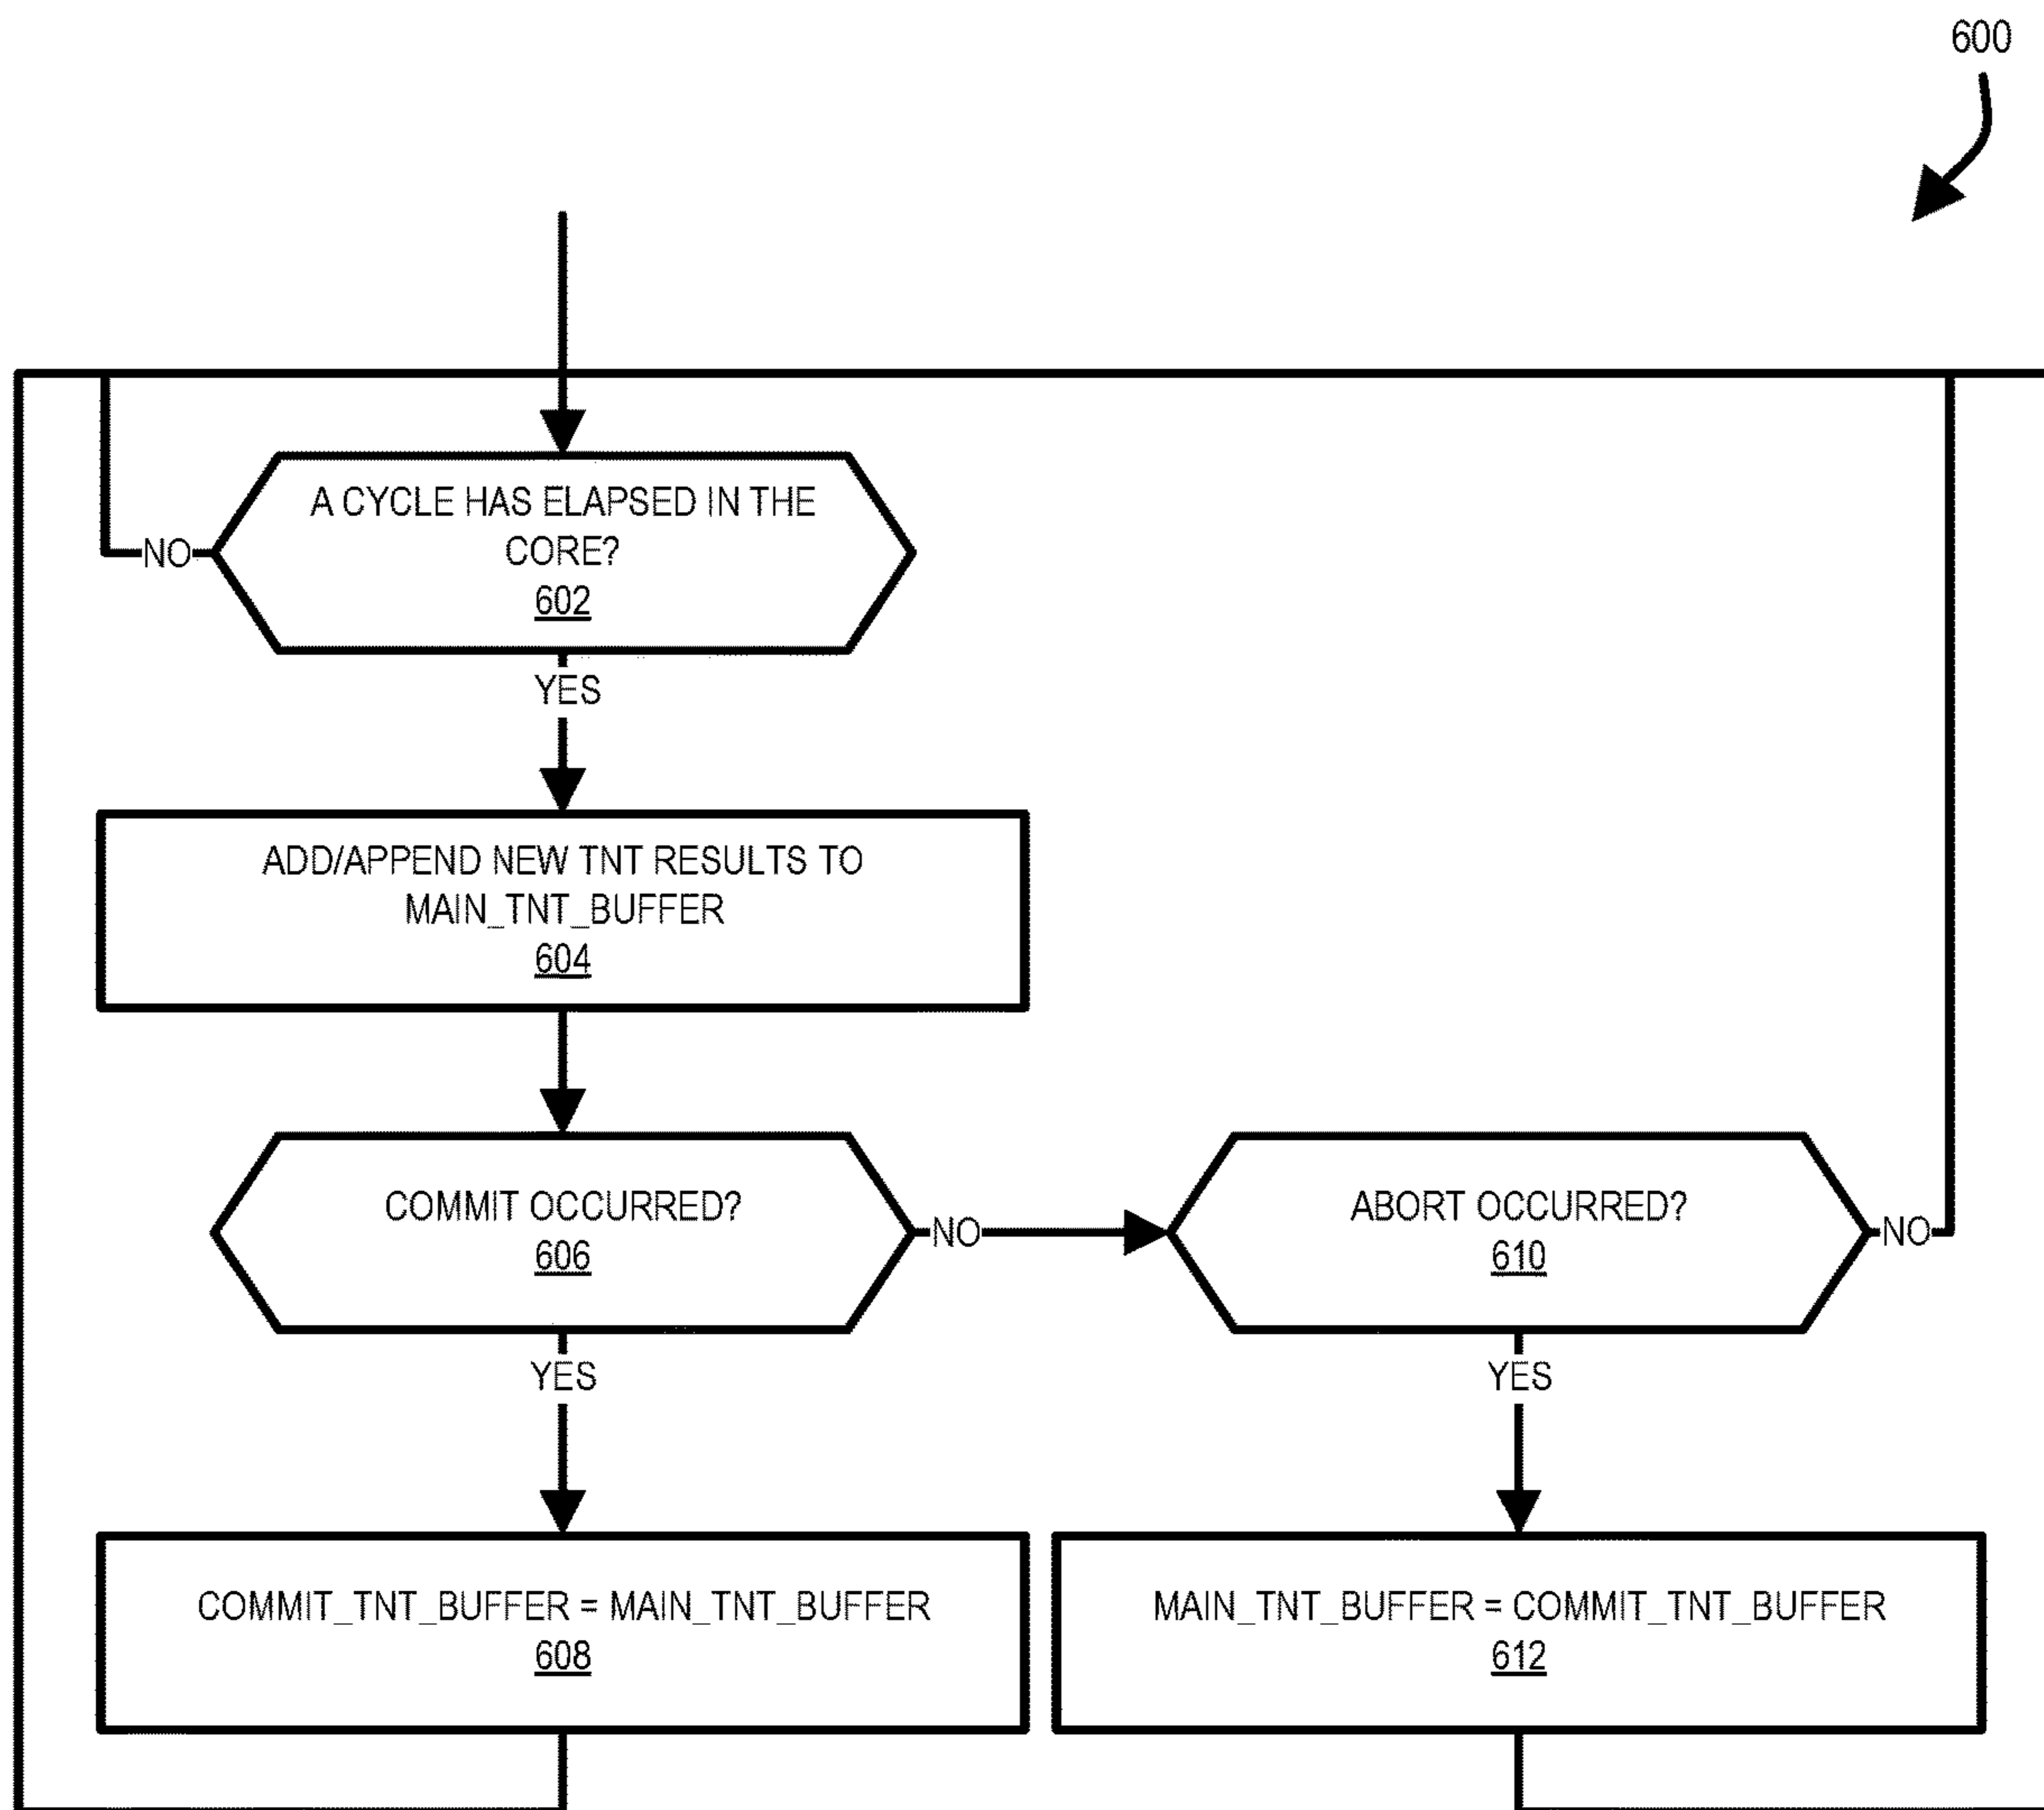 600
A CYCLE HAS ELAPSED IN THE
CORE?
602
NO
YES
ADD/APPEND NEW TNT RESULTS TO
MAIN_TNT_BUFFER
604
COMMIT OCCURRED?
606
NO
ABORT OCCURRED?
610
NO
YES
YES
COMMIT_TNT_BUFFER = MAIN_TNT_BUFFER
608
MAIN_TNT_BUFFER = COMMIT_TNT_BUFFER
612